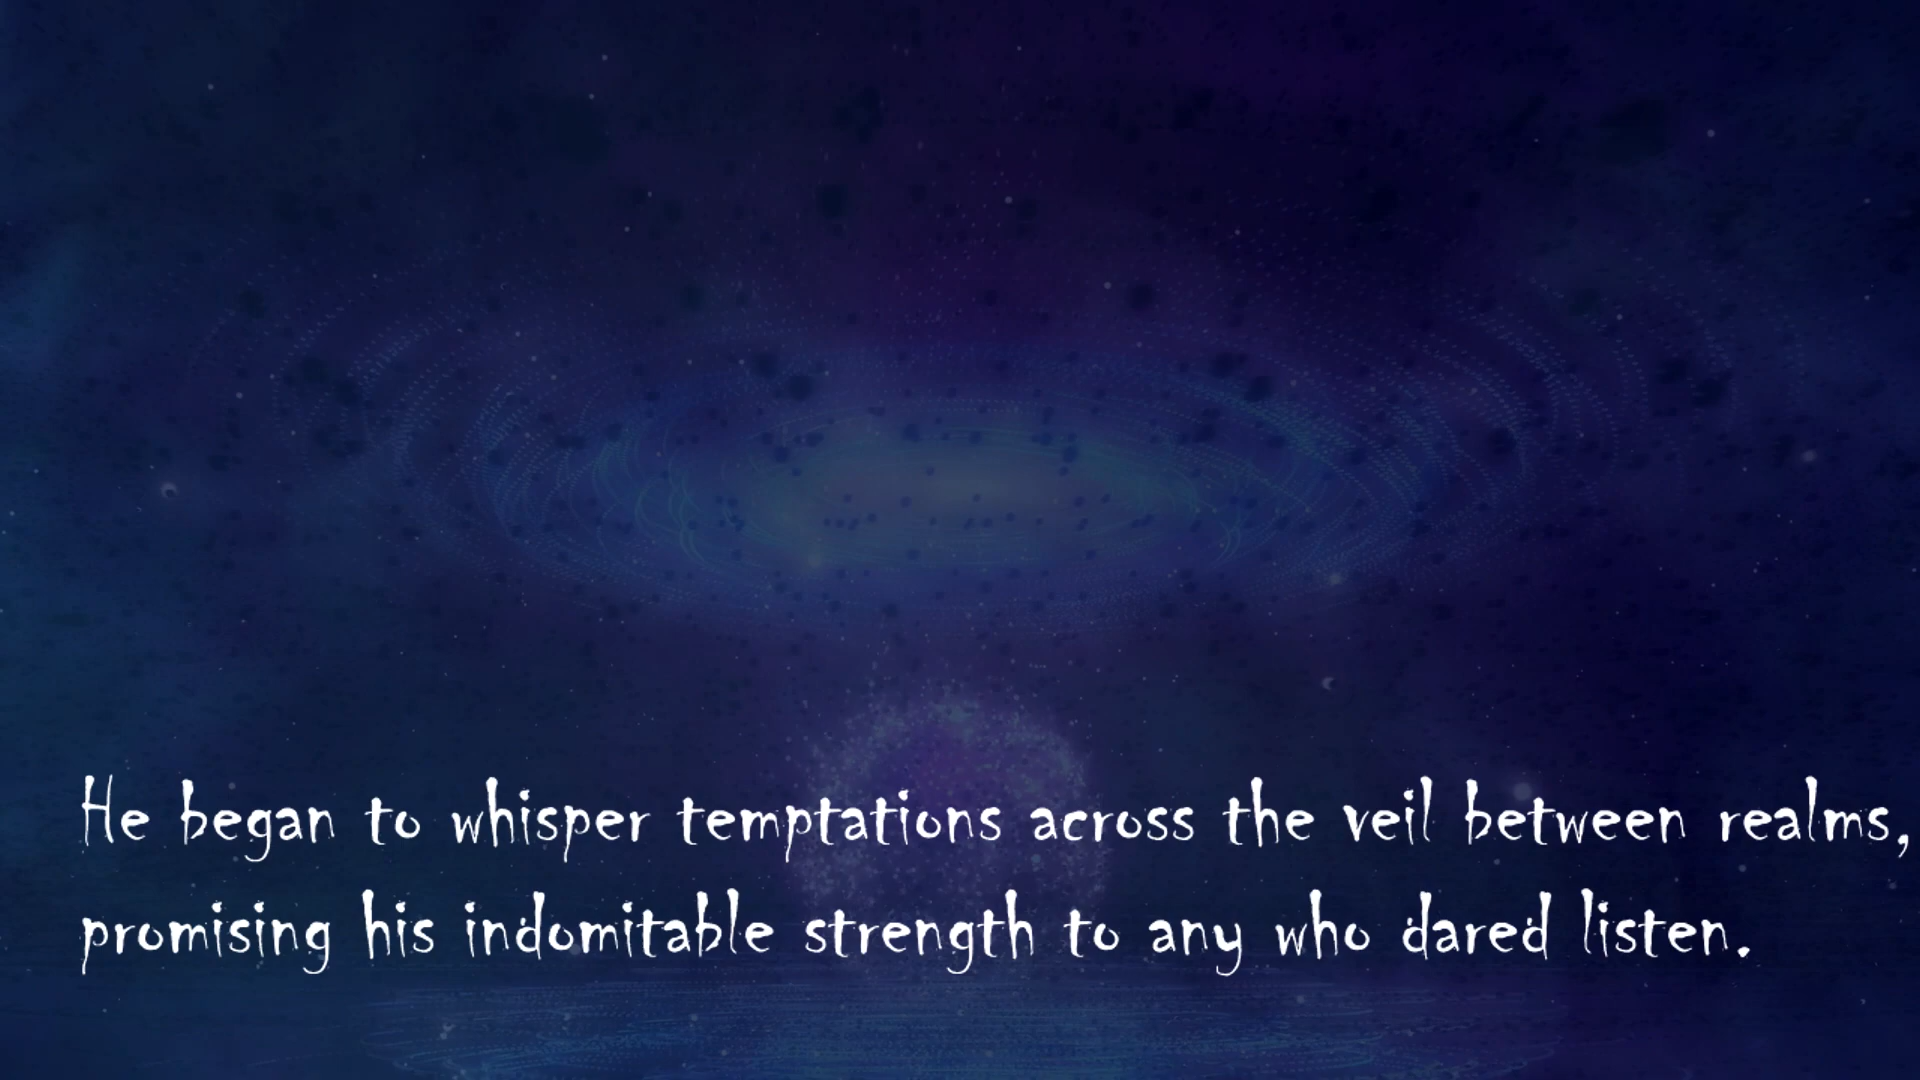 He began to whisper temptations across the veil between realms,
promising his indomitable strength to any who dared listen.